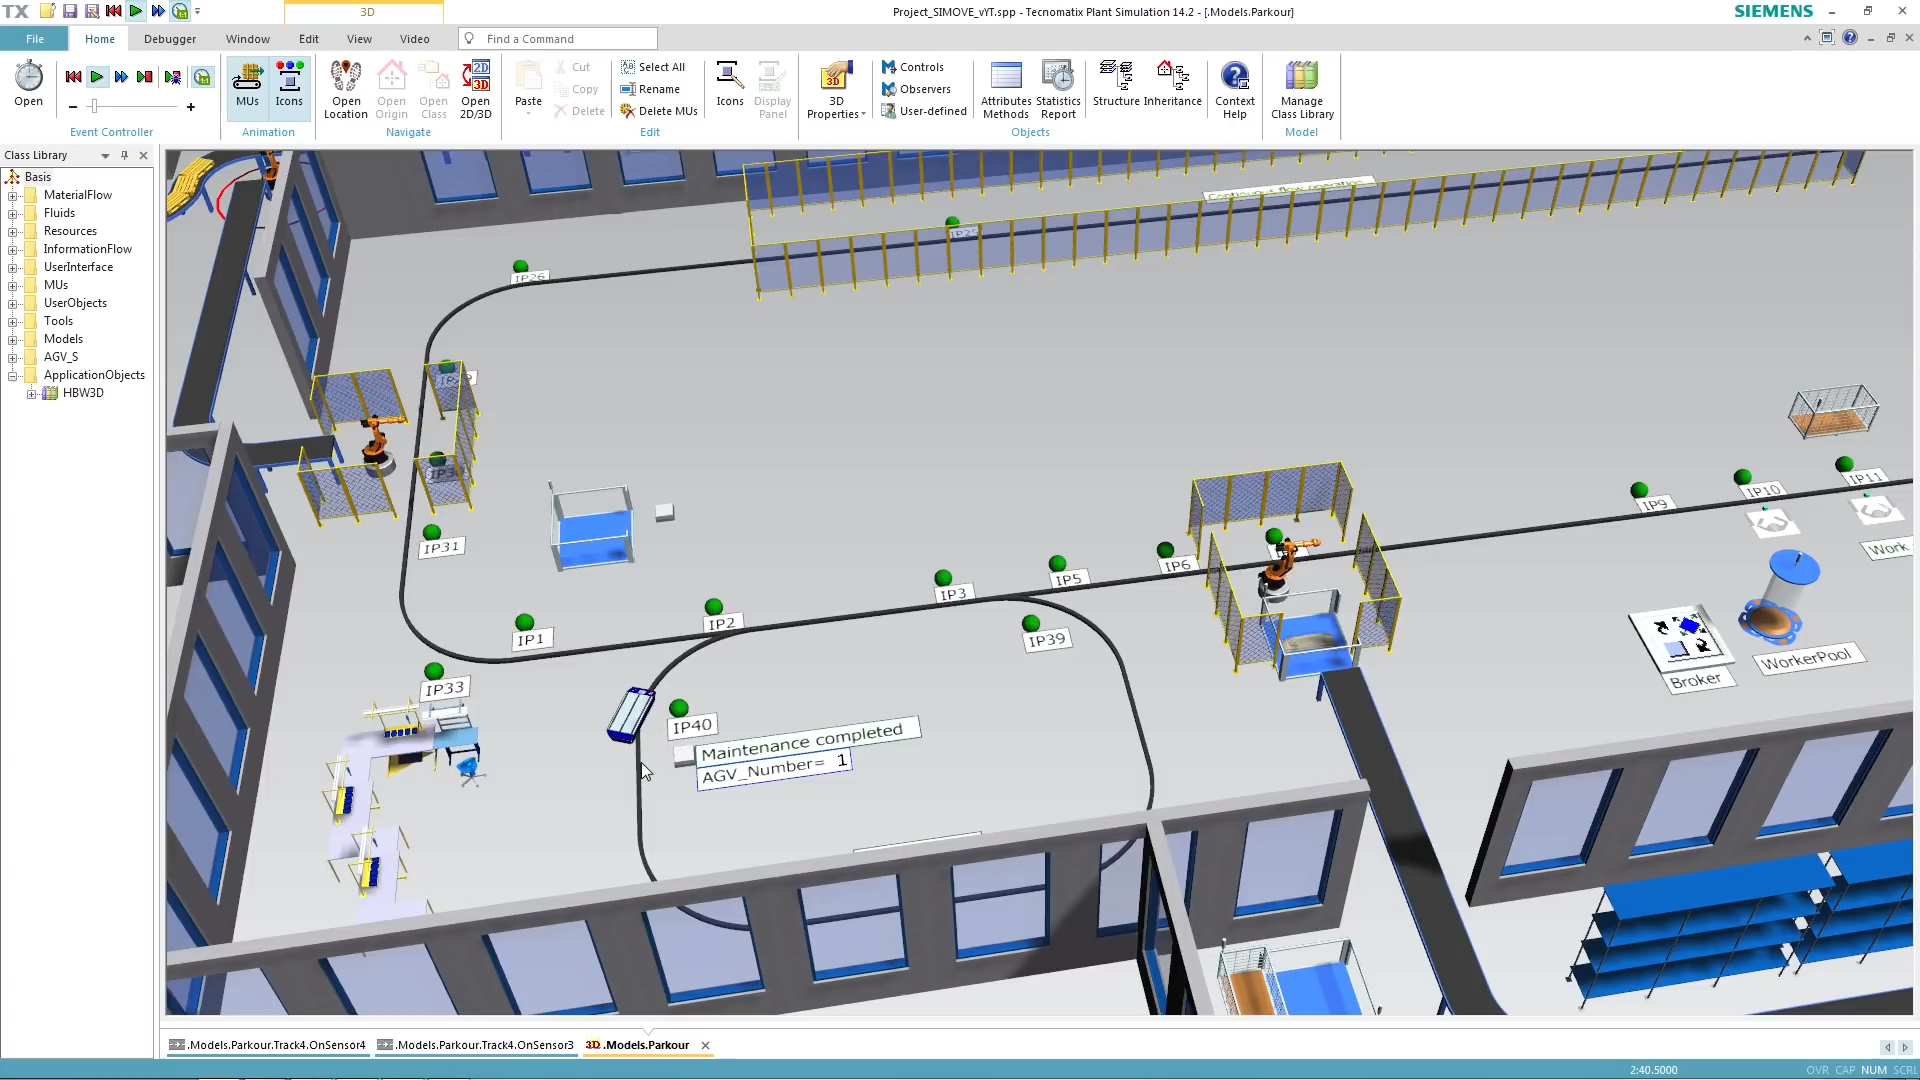 TX
3D
Project_SIMOVE_vYT.spp - Tecnomatix Plant Simulation 14.2 - [.Models.Parkour]
SIEMENS
File
Home
Debugger
Window
Edit
View
Video
Find a Command
Open
Event Controller
MUs
Icons
Animation
Open Location
Open Origin
Open Class
Open 2D/3D
Navigate
Paste
Cut
Copy
Delete
Select All
Rename
Delete MUs
Edit
Icons
Display Panel
3D Properties
Controls
Observers
User-defined
Attributes Methods
Statistics Report
Structure
Inheritance
Objects
Context Help
Manage Class Library
Model
Class Library
Basis
MaterialFlow
Fluids
Resources
InformationFlow
UserInterface
MUs
UserObjects
Tools
Models
AGV_S
ApplicationObjects
HBW3D
IP25
IP26
IP31
IP1
IP2
IP3
IP5
IP6
IP9
IP10
IP11
IP39
IP33
IP40
Maintenance completed
AGV_Number= 1
Work
Broker
WorkerPool
.Models.Parkour.Track4.OnSensor4
.Models.Parkour.Track4.OnSensor3
3D .Models.Parkour
2:40.5000
OVR CAP NUM SCRL